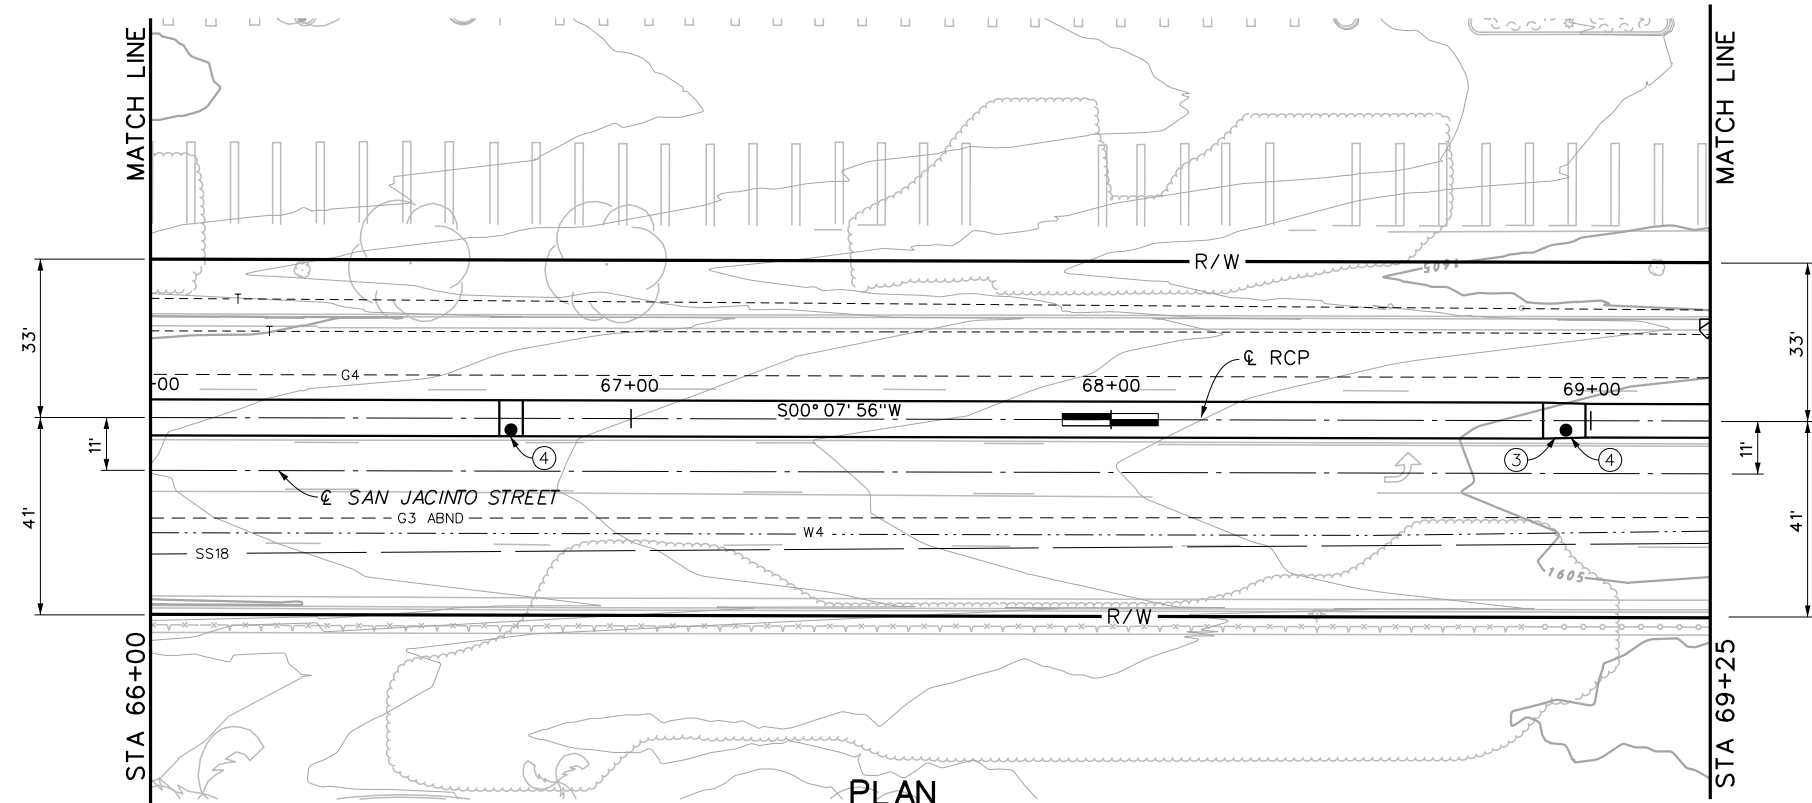 MATCH LINE
MATCH LINE
R/W
1605
T
T
33'
33'
℄ RCP
G4
-00
67+00
68+00
69+00
S00° 07' 56"W
11'
11'
4
3
4
℄ SAN JACINTO STREET
G3 ABND
W4
41'
41'
SS18
1605
R/W
STA 66+00
STA 69+25
PLAN